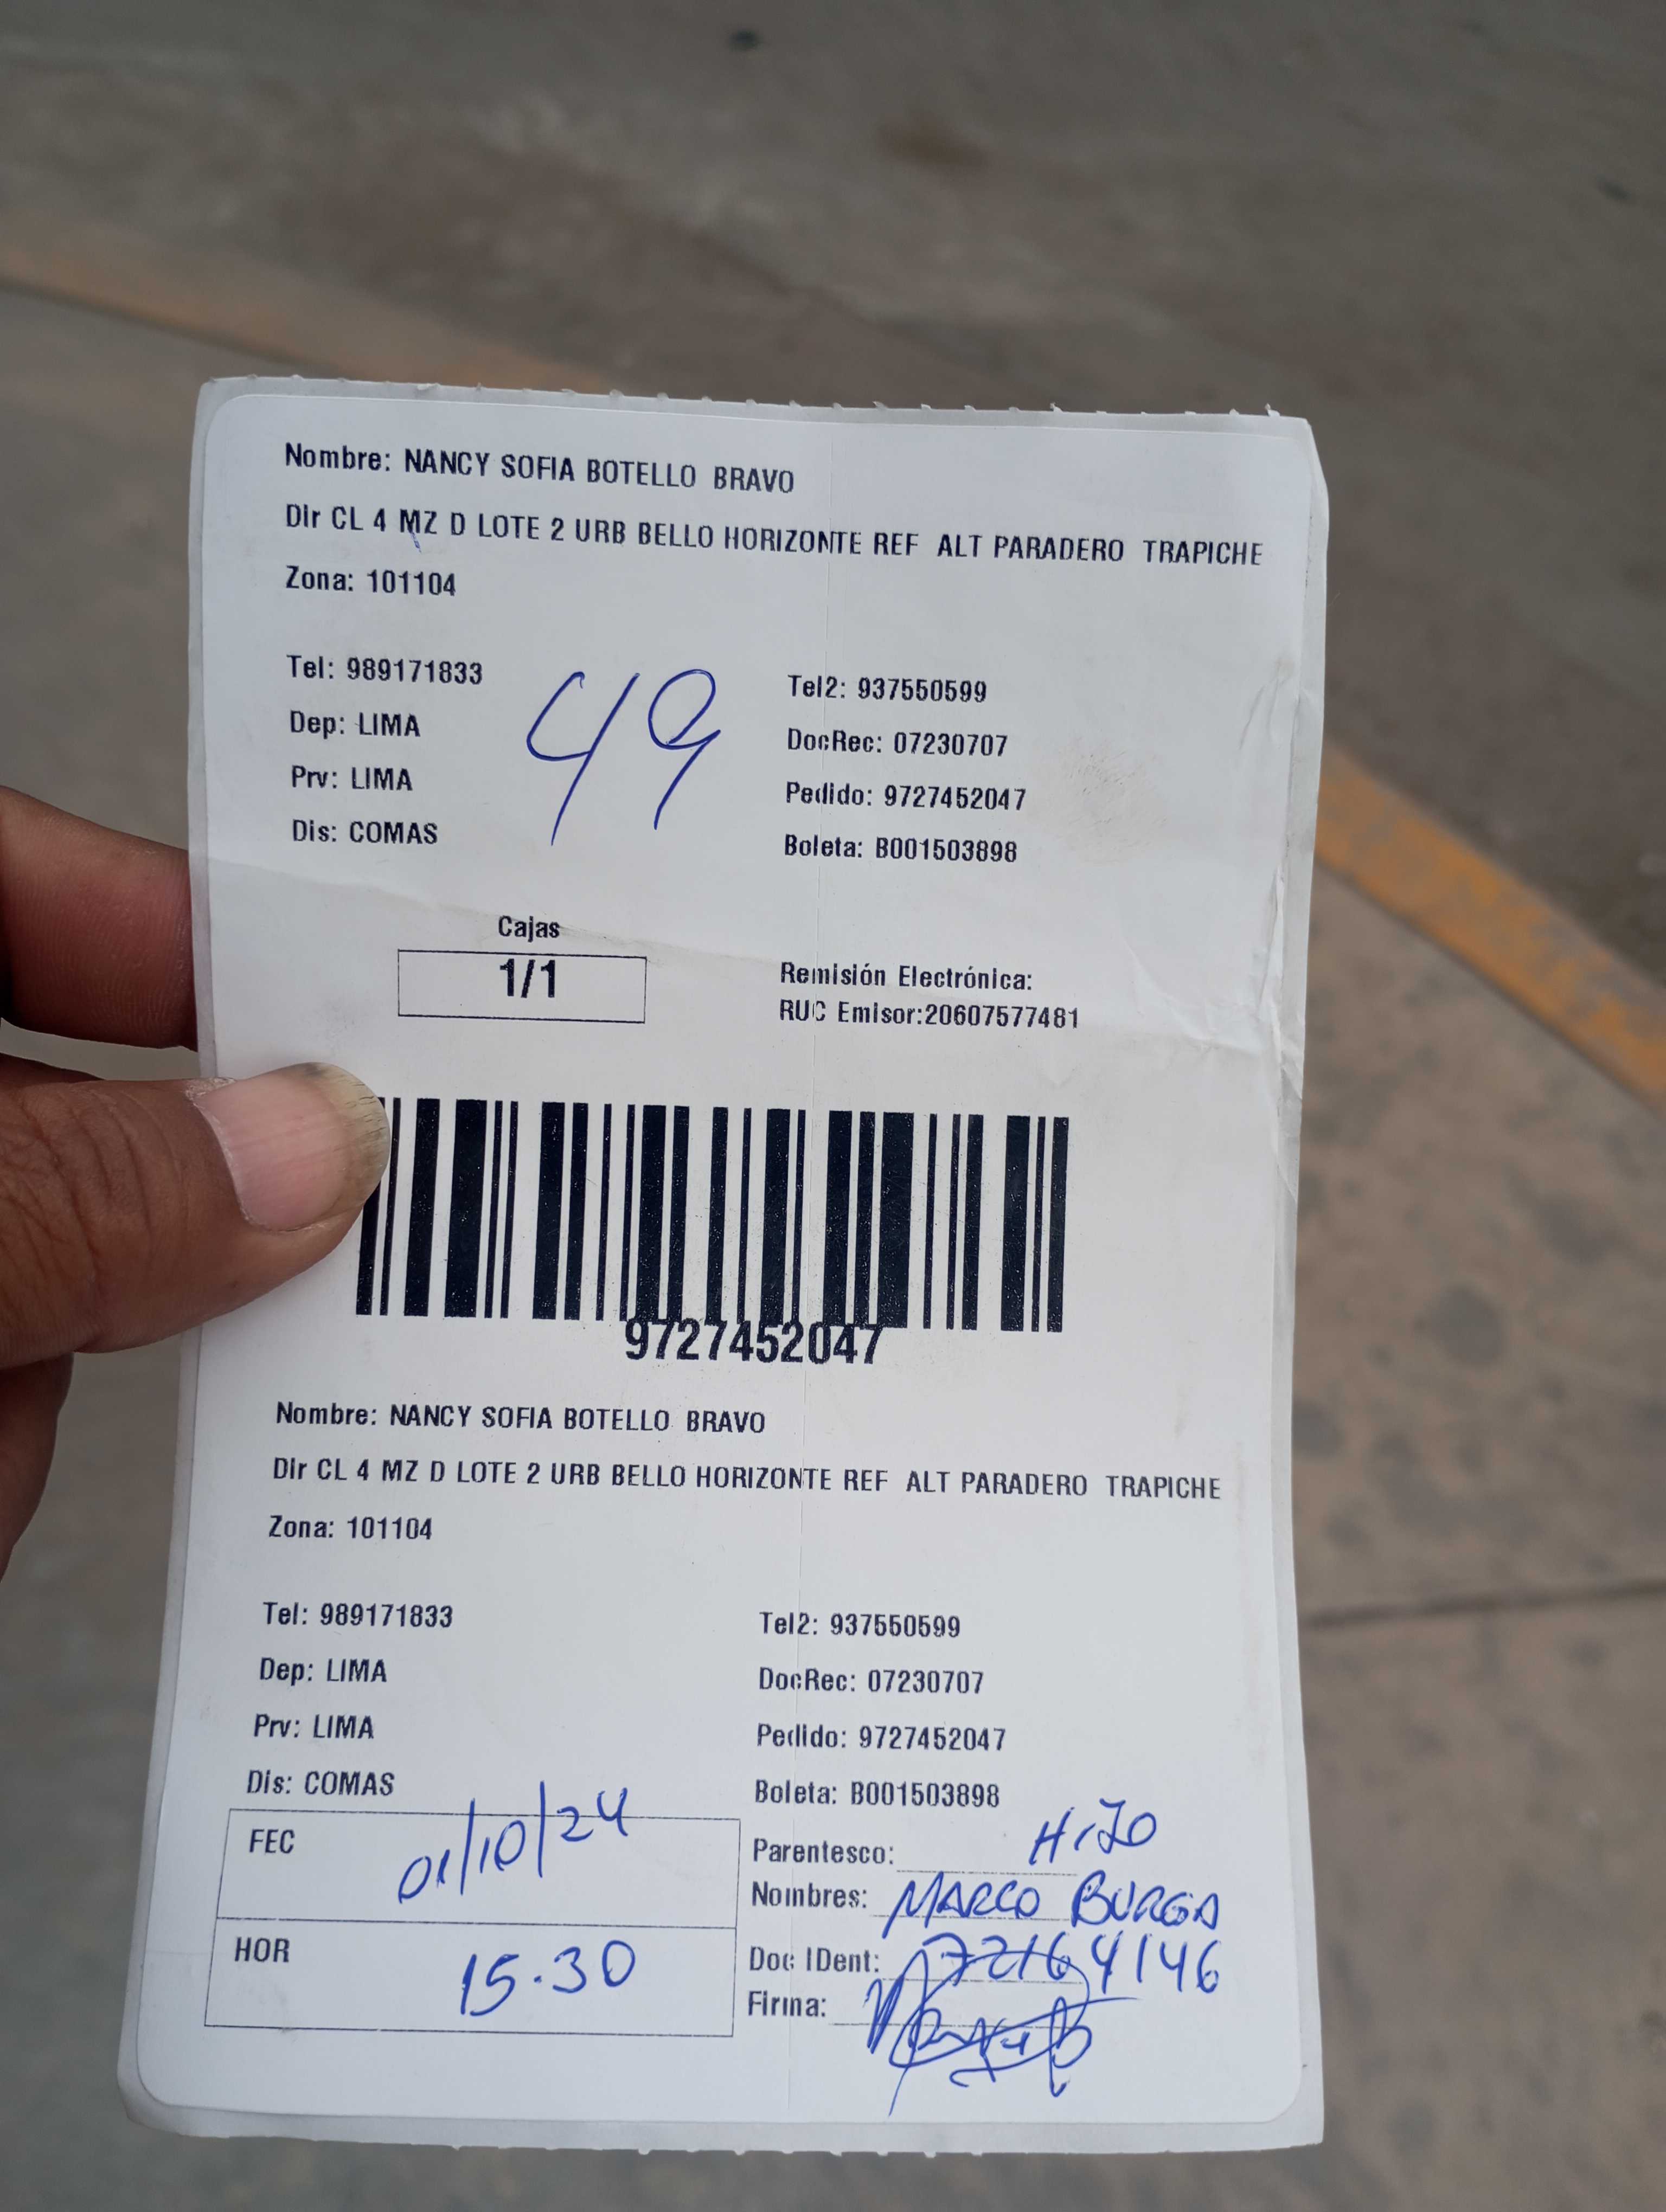 Nombre: NANCY SOFIA BOTELLO BRAVO
Dir CL 4 MZ D LOTE 2 URB BELLO HORIZONTE REF ALT PARADERO TRAPICHE
Zona: 101104
Tel: 989171833
Tel2: 937550599
49
Dep: LIMA
DocRec: 07230707
Prv: LIMA
Pedido: 9727452047
Dis: COMAS
Boleta: B001503898
Cajas
1/1
Remisión Electrónica:
RUC Emisor:20607577481
9727452047
Nombre: NANCY SOFIA BOTELLO BRAVO
Dir CL 4 MZ D LOTE 2 URB BELLO HORIZONTE REF ALT PARADERO TRAPICHE
Zona: 101104
Tel: 989171833
Tel2: 937550599
Dep: LIMA
DocRec: 07230707
Prv: LIMA
Pedido: 9727452047
Dis: COMAS
Boleta: B001503898
FEC 01/10/24
Parentesco: HiJO
Nombres: MARCO BURGA
HOR 15.30
Doc IDent: 72164146
Firma: